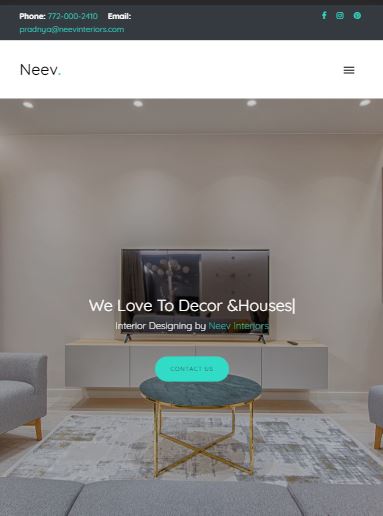 Phone: 772-000-2410 Email:
pradnya@neevinteriors.com
Neev.
We Love To Decor &Houses|
Interior Designing by Neev Interiors
CONTACT US